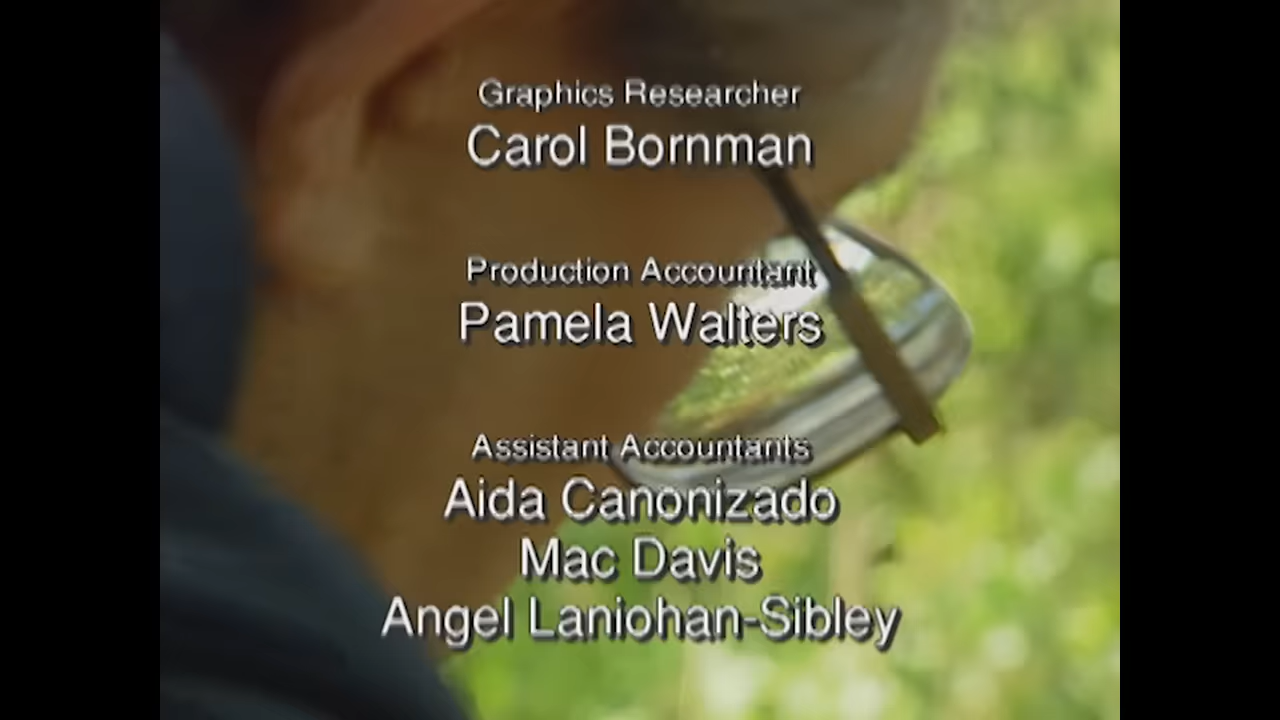 Graphics Researcher
Carol Bornman
Production Accountant
Pamela Walters
Assistant Accountants
Aida Canonizado
Mac Davis
Angel Laniohan-Sibley